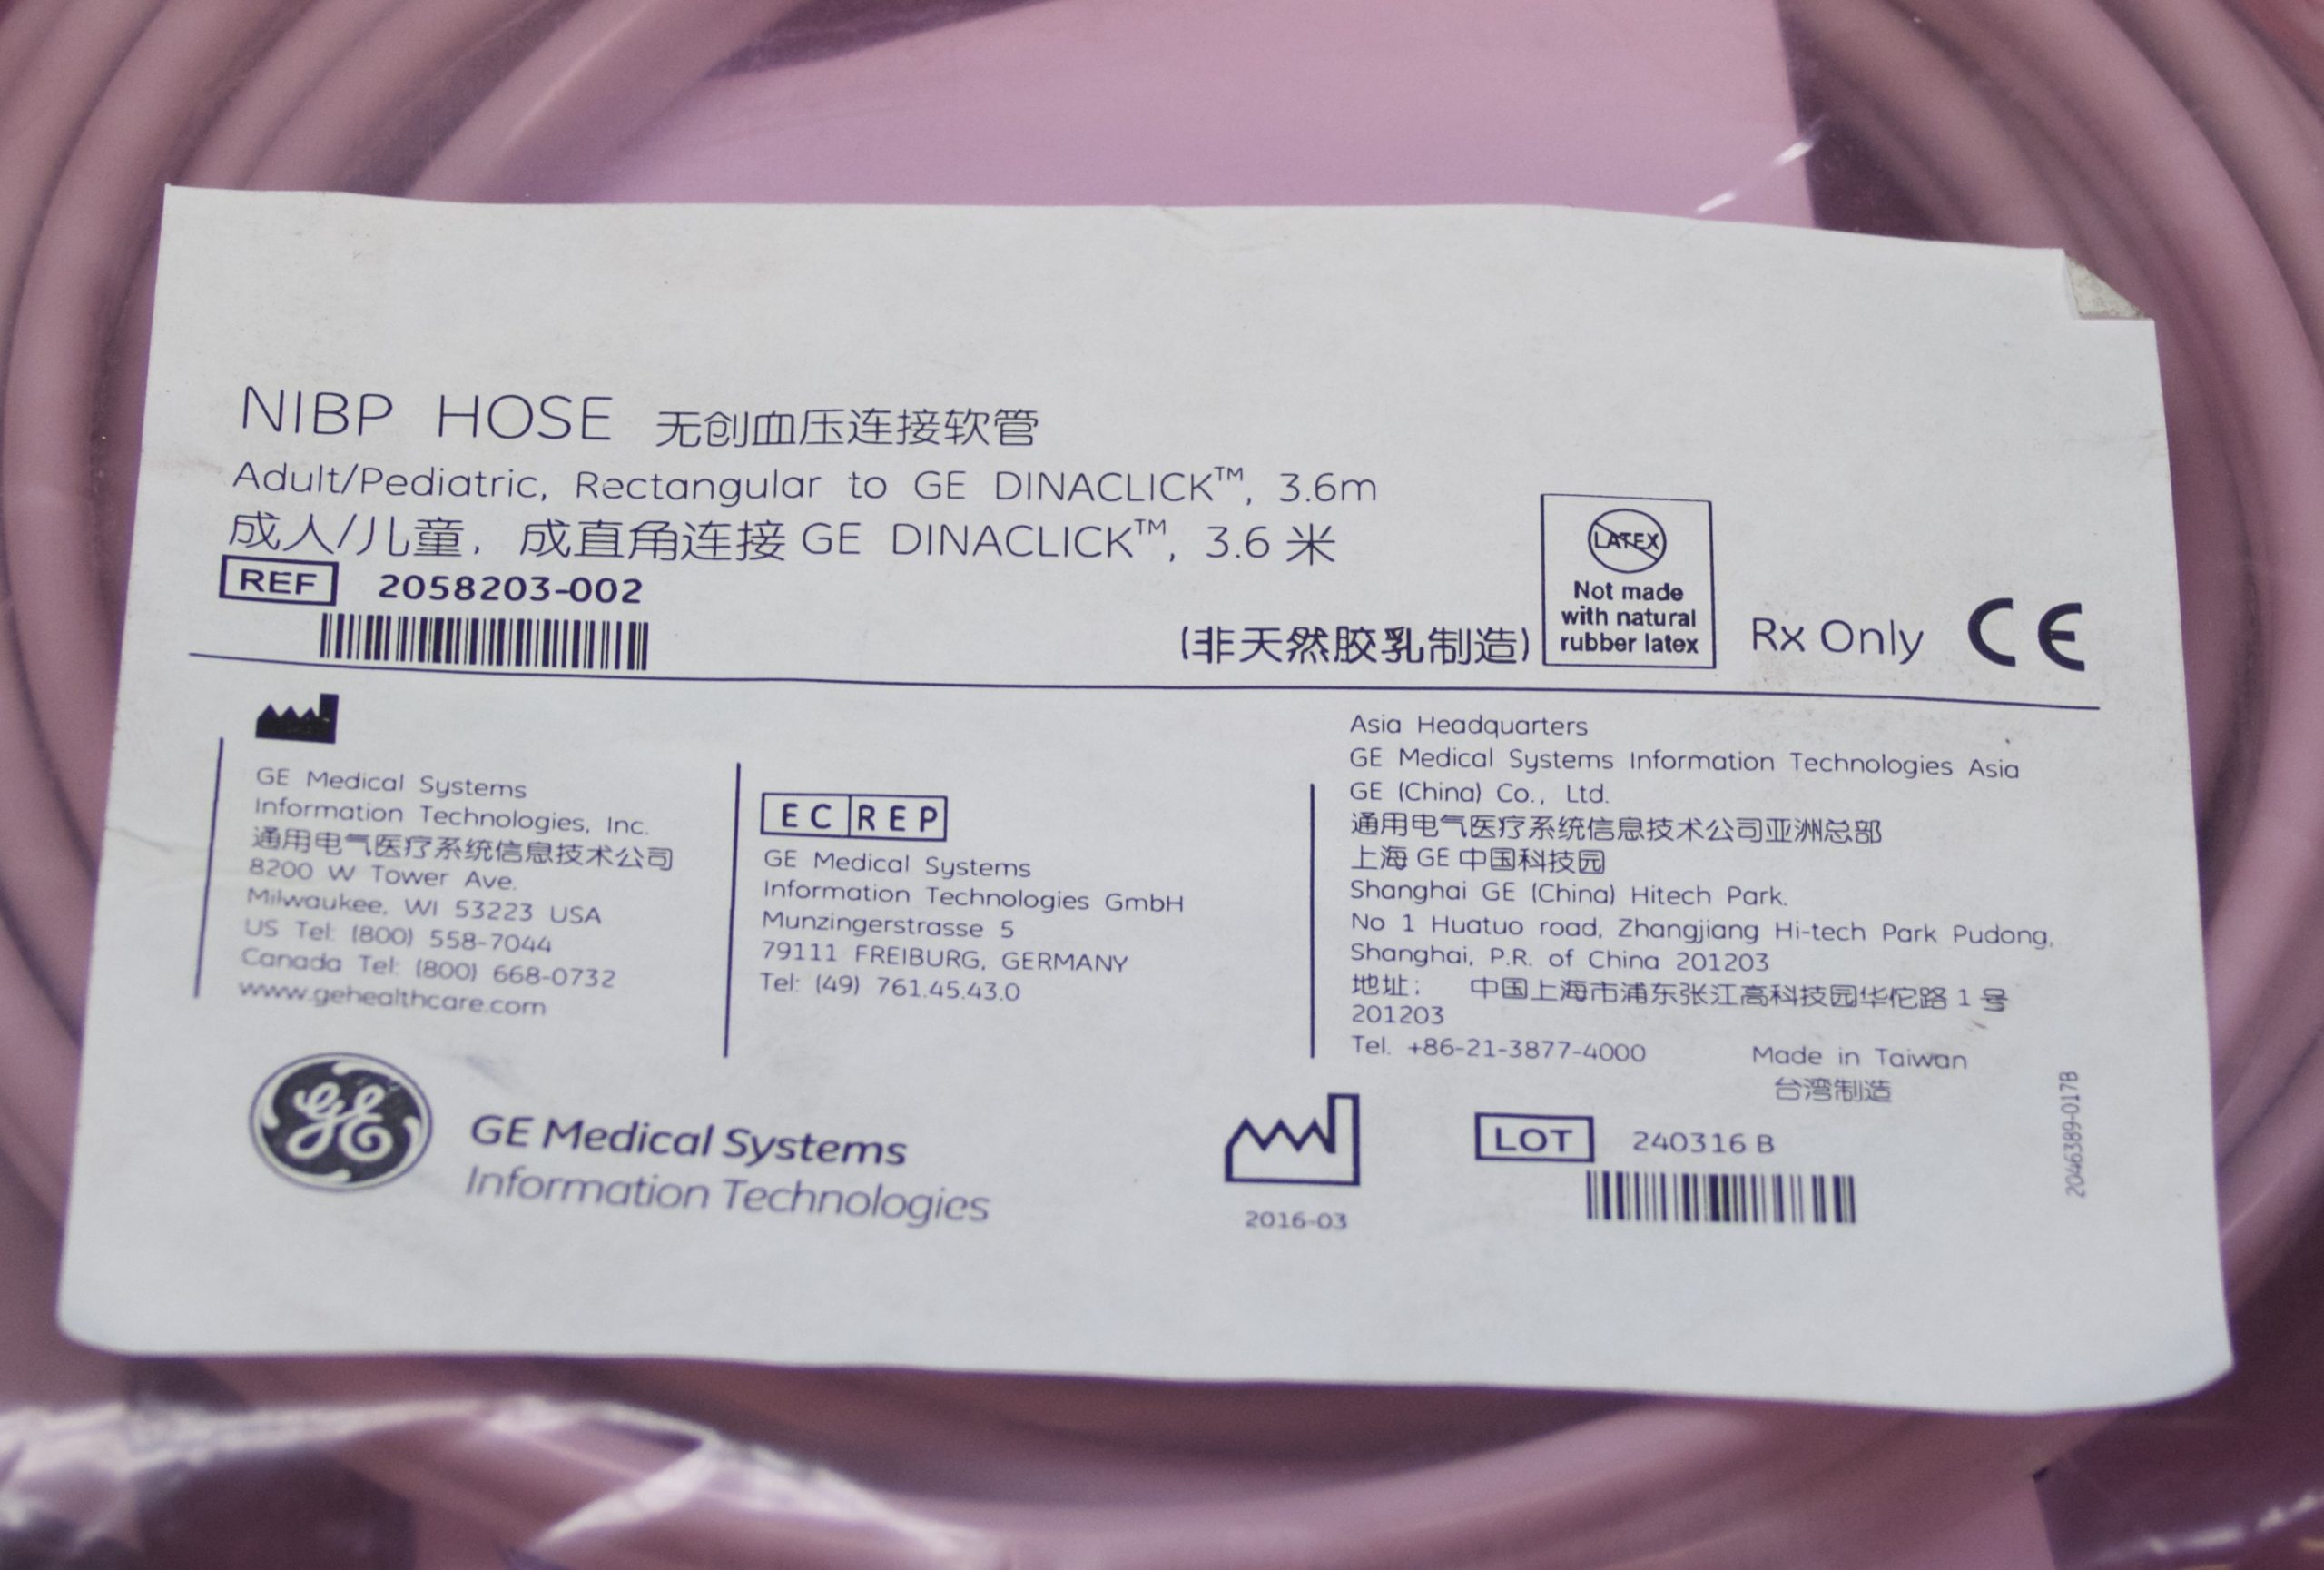 NIBP HOSE 无创血压连接软管
Adult/Pediatric, Rectangular to GE DINACLICK™, 3.6m
成人/儿童, 成直角连接 GE DINACLICK™, 3.6 米
REF 2058203-002
(非天然胶乳制造)
LATEX
Not made
with natural
rubber latex
Rx Only CE
GE Medical Systems
Information Technologies, Inc.
通用电气医疗系统信息技术公司
8200 W Tower Ave.
Milwaukee, WI 53223 USA
US Tel: (800) 558-7044
Canada Tel: (800) 668-0732
www.gehealthcare.com
EC REP
GE Medical Systems
Information Technologies GmbH
Munzingerstrasse 5
79111 FREIBURG, GERMANY
Tel: (49) 761.45.43.0
Asia Headquarters
GE Medical Systems Information Technologies Asia
GE (China) Co., Ltd.
通用电气医疗系统信息技术公司亚洲总部
上海 GE 中国科技园
Shanghai GE (China) Hitech Park.
No 1 Huatuo road, Zhangjiang Hi-tech Park Pudong,
Shanghai, P.R. of China 201203
地址: 中国上海市浦东张江高科技园华佗路 1 号
201203
Tel. +86-21-3877-4000
Made in Taiwan
台湾制造
GE
GE Medical Systems
Information Technologies
2016-03
LOT 240316 B
2046389-017B